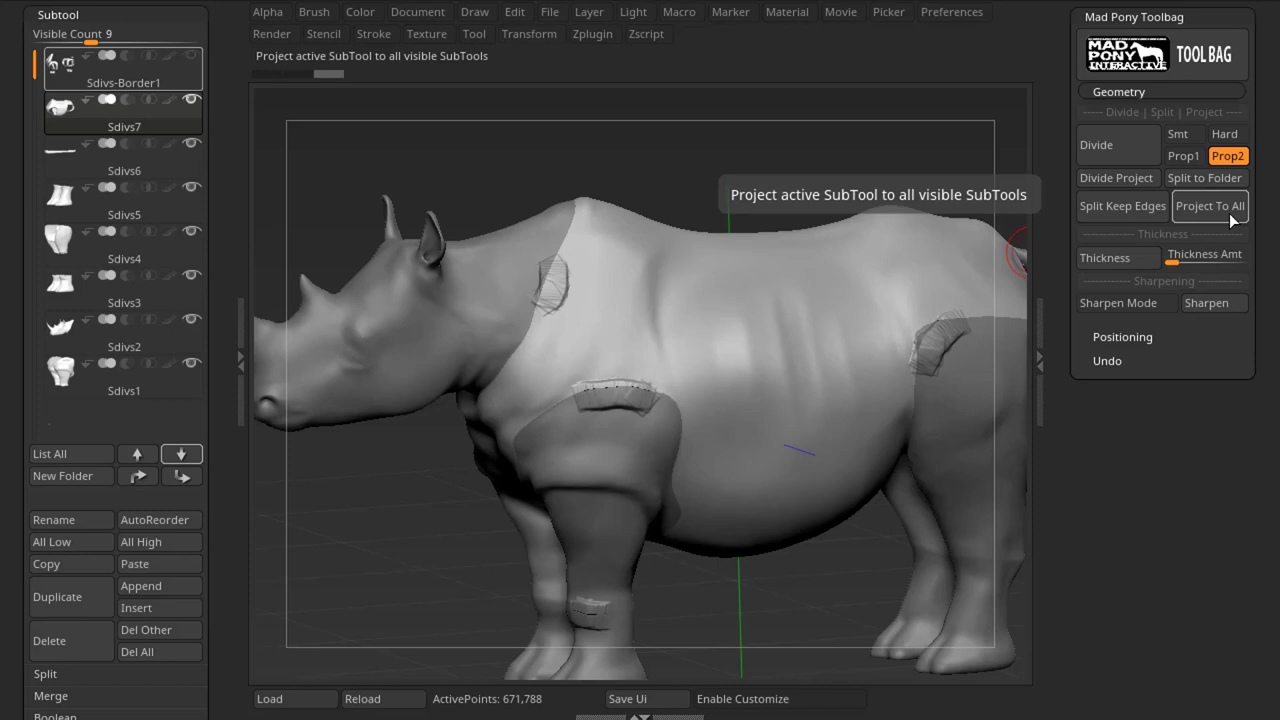 Subtool
Visible Count 9
Sdivs-Border1
Sdivs7
Sdivs6
Sdivs5
Sdivs4
Sdivs3
Sdivs2
Sdivs1
List All
New Folder
Rename AutoReorder
All Low All High
Copy Paste
Duplicate Append
Insert
Delete Del Other
Del All
Split
Merge
Boolean
Alpha Brush Color Document Draw Edit File Layer Light Macro Marker Material Movie Picker Preferences
Render Stencil Stroke Texture Tool Transform Zplugin Zscript
Project active SubTool to all visible SubTools
Project active SubTool to all visible SubTools
Load Reload ActivePoints: 671,788 Save Ui Enable Customize
Mad Pony Toolbag
MAD PONY INTERACTIVE TOOL BAG
Geometry
----- Divide | Split | Project -----
Divide Smt Hard
Prop1 Prop2
Divide Project Split to Folder
Split Keep Edges Project To All
------------- Thickness -------------
Thickness Thickness Amt
------------ Sharpening ------------
Sharpen Mode Sharpen
Positioning
Undo